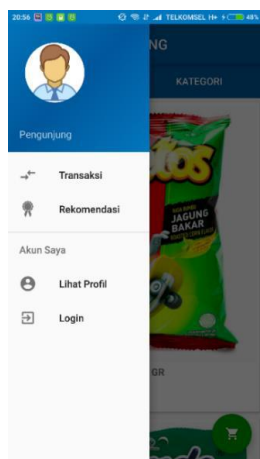 20:56 TELKOMSEL H+ 48%
NG
KATEGORI
Pengunjung
Transaksi
Rekomendasi
JAGUNG
BAKAR
Akun Saya
Lihat Profil
Login
GR